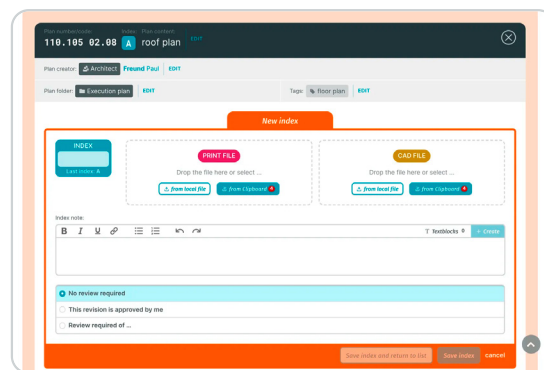 Plan number/code: Index: Plan content:
110.105 02.08 A roof plan EDIT
Plan creator: Architect Freund Paul EDIT
Plan folder: Execution plan EDIT Tags: floor plan EDIT
New index
INDEX
Last index: A
PRINT FILE
Drop the file here or select ...
from local file from Clipboard
CAD FILE
Drop the file here or select ...
from local file from Clipboard
Index note:
B I U T Textblocks + Create
No review required
This revision is approved by me
Review required of ...
Save index and return to list Save index cancel